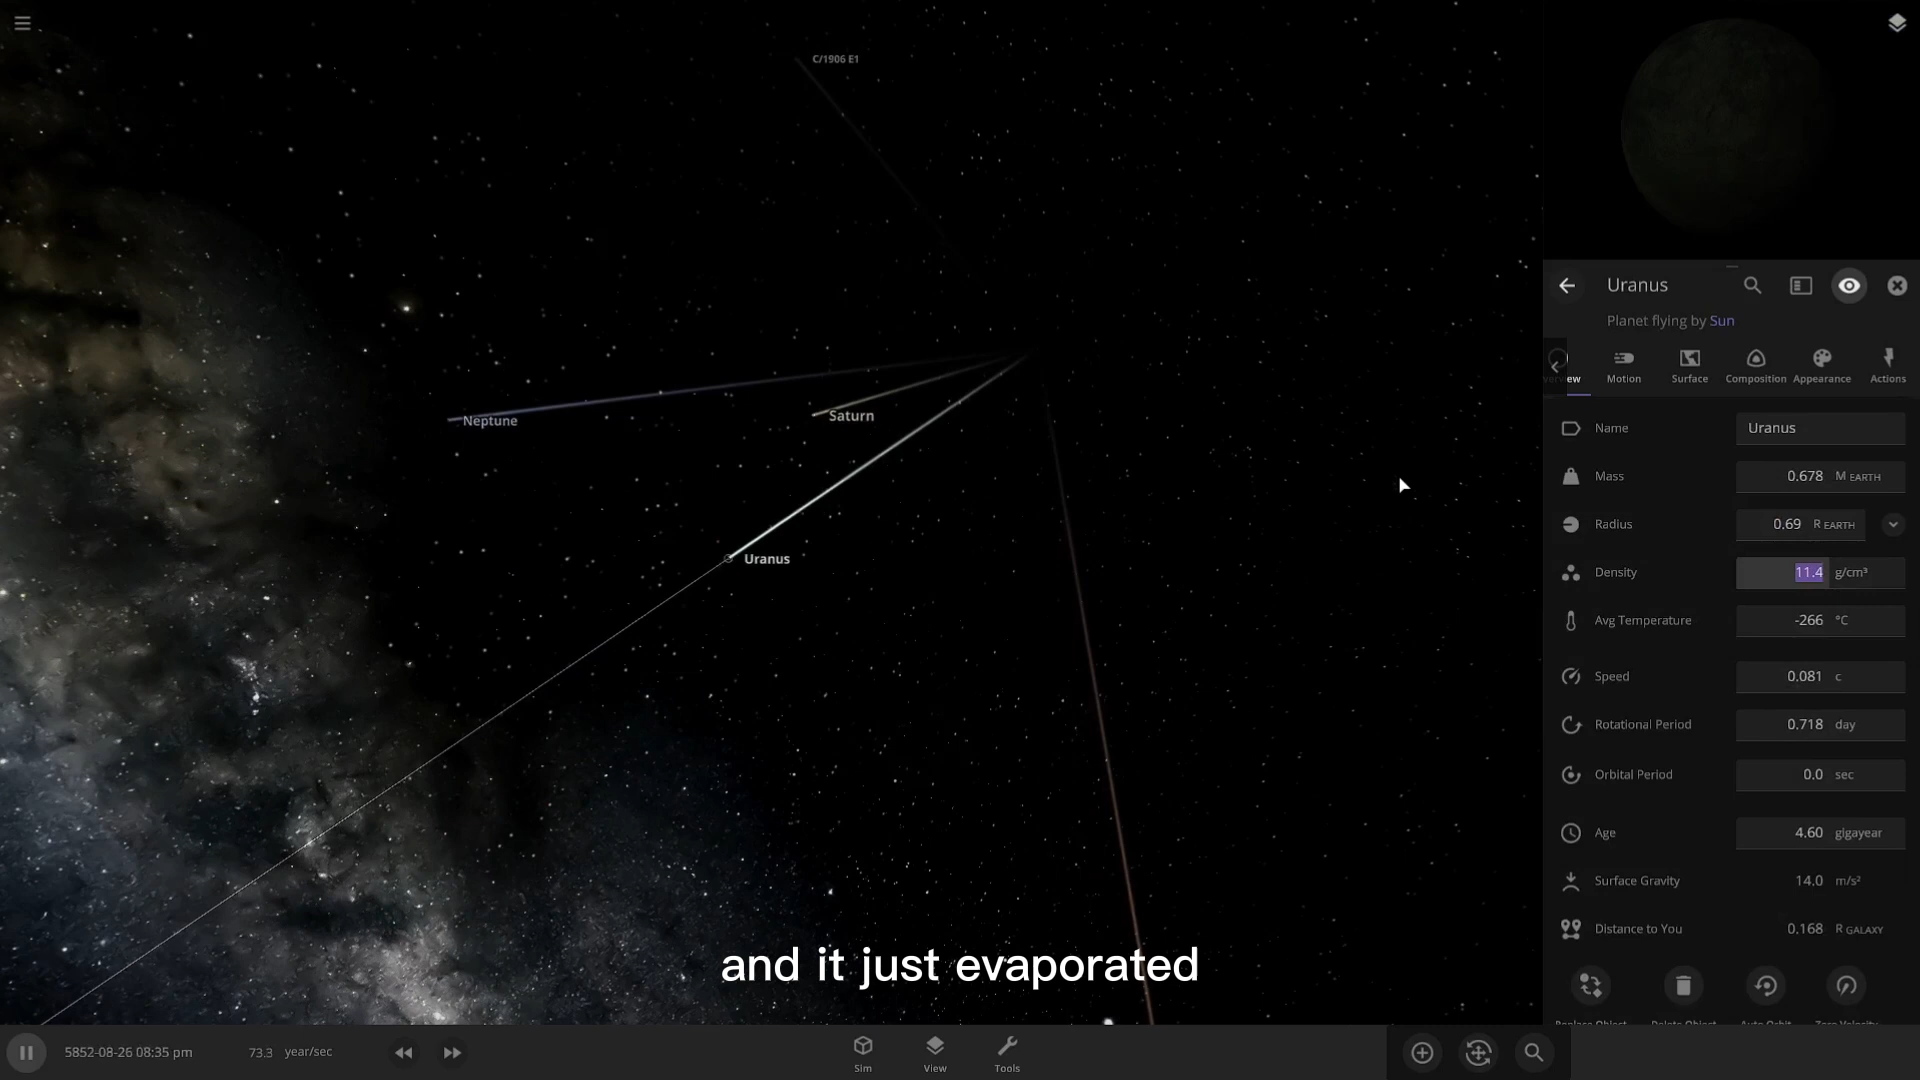 C/1906 E1
Neptune
Saturn
Uranus
and it just evaporated
Uranus
Planet flying by Sun
Motion
Surface
Composition
Appearance
Actions
Name Uranus
Mass 0.678 M EARTH
Radius 0.69 R EARTH
Density 11.4 g/cm³
Avg Temperature -266 °C
Speed 0.081 c
Rotational Period 0.718 day
Orbital Period 0.0 sec
Age 4.60 gigayear
Surface Gravity 14.0 m/s²
Distance to You 0.168 R GALAXY
5852-08-26 08:35 pm
73.3 year/sec
Sim
View
Tools